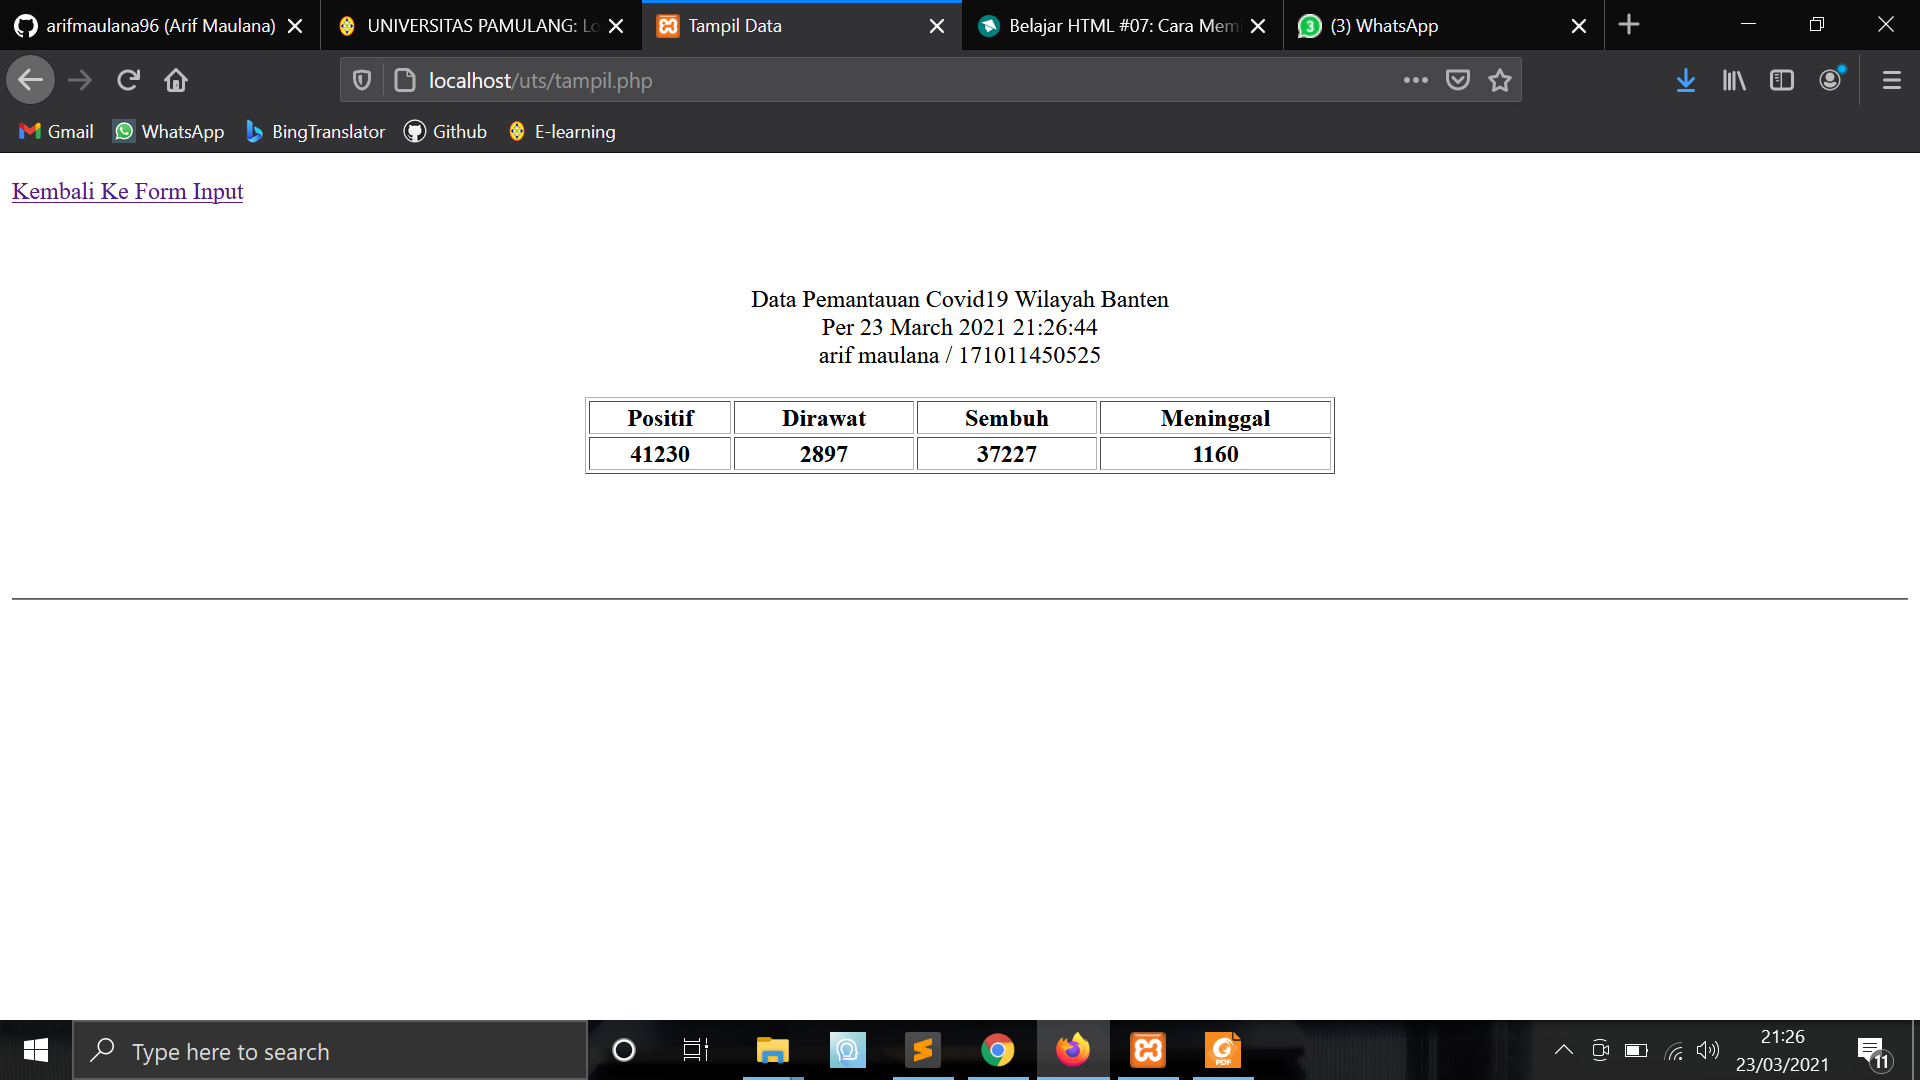 arifmaulana96 (Arif Maulana)
UNIVERSITAS PAMULANG: Lo
Tampil Data
Belajar HTML #07: Cara Mem
3 (3) WhatsApp
localhost/uts/tampil.php
Gmail
WhatsApp
BingTranslator
Github
E-learning
Kembali Ke Form Input
Data Pemantauan Covid19 Wilayah Banten
Per 23 March 2021 21:26:44
arif maulana / 171011450525
Positif Dirawat Sembuh Meninggal
41230 2897 37227 1160
Type here to search
PDF
21:26
23/03/2021
11